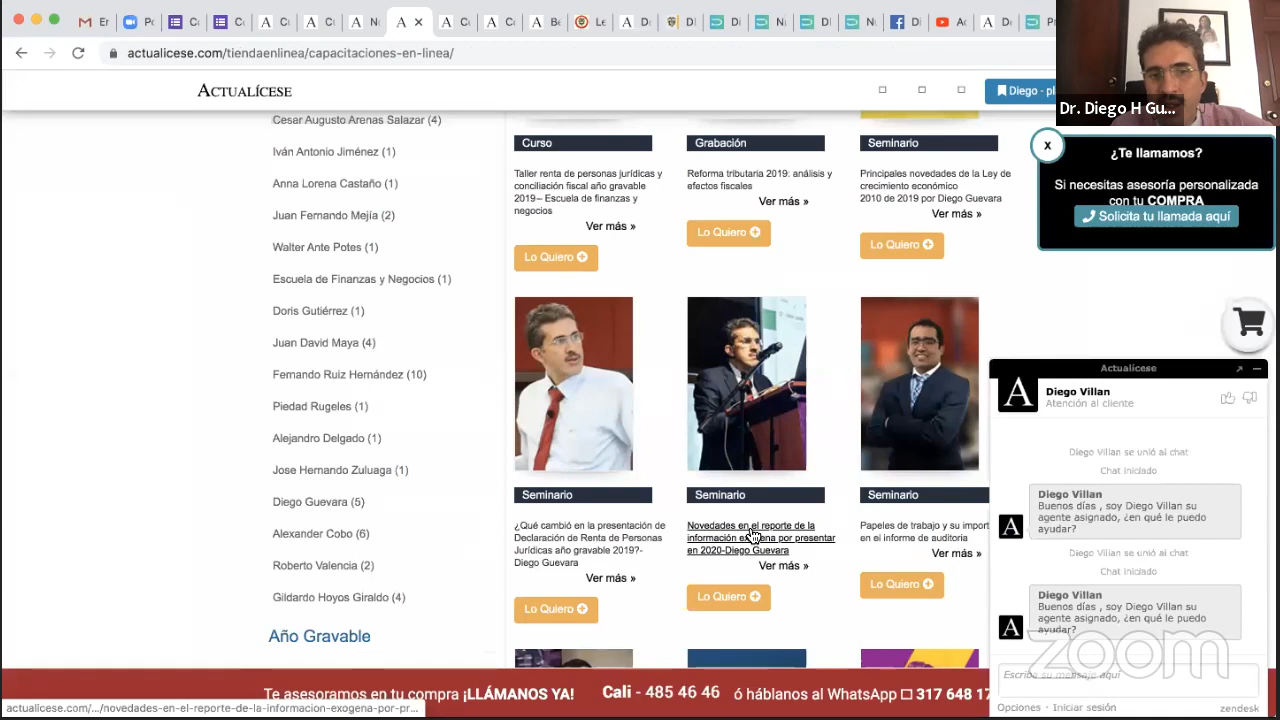 actualicese.com/tiendaenlinea/capacitaciones-en-linea/
ACTUALÍCESE
Diego - pl
Dr. Diego H Gu...
x
¿Te llamamos?
Si necesitas asesoría personalizada
con tu COMPRA
Solicita tu llamada aquí
Cesar Augusto Arenas Salazar (4)
Iván Antonio Jiménez (1)
Anna Lorena Castaño (1)
Juan Fernando Mejía (2)
Walter Ante Potes (1)
Escuela de Finanzas y Negocios (1)
Doris Gutiérrez (1)
Juan David Maya (4)
Fernando Ruiz Hernández (10)
Piedad Rugeles (1)
Alejandro Delgado (1)
Jose Hernando Zuluaga (1)
Diego Guevara (5)
Alexander Cobo (6)
Roberto Valencia (2)
Gildardo Hoyos Giraldo (4)
Año Gravable
Curso
Taller renta de personas jurídicas y
conciliación fiscal año gravable
2019– Escuela de finanzas y
negocios
Ver más »
Lo Quiero
Grabación
Reforma tributaria 2019: análisis y
efectos fiscales
Ver más »
Lo Quiero
Seminario
Principales novedades de la Ley de
crecimiento económico
2010 de 2019 por Diego Guevara
Ver más »
Lo Quiero
Seminario
¿Qué cambió en la presentación de
Declaración de Renta de Personas
Jurídicas año gravable 2019?-
Diego Guevara
Ver más »
Lo Quiero
Seminario
Novedades en el reporte de la
información exógena por presentar
en 2020-Diego Guevara
Ver más »
Lo Quiero
Seminario
Papeles de trabajo y su import
en el informe de auditoria
Ver más »
Lo Quiero
Actualícese
A
Diego Villan
Atención al cliente
Diego Villan se unió al chat
Chat iniciado
Diego Villan
Buenos días , soy Diego Villan su
agente asignado, ¿en qué le puedo
ayudar?
A
Diego Villan se unió al chat
Chat iniciado
Diego Villan
Buenos días , soy Diego Villan su
agente asignado, ¿en qué le puedo
ayudar?
A
zoom
Escriba su mensaje aquí
Opciones · Iniciar sesión
zendesk
Te asesoramos en tu compra ¡LLÁMANOS YA! Cali - 485 46 46 ó háblanos al WhatsApp 317 648 17
actualicese.com/.../novedades-en-el-reporte-de-la-informacion-exogena-por-pr...